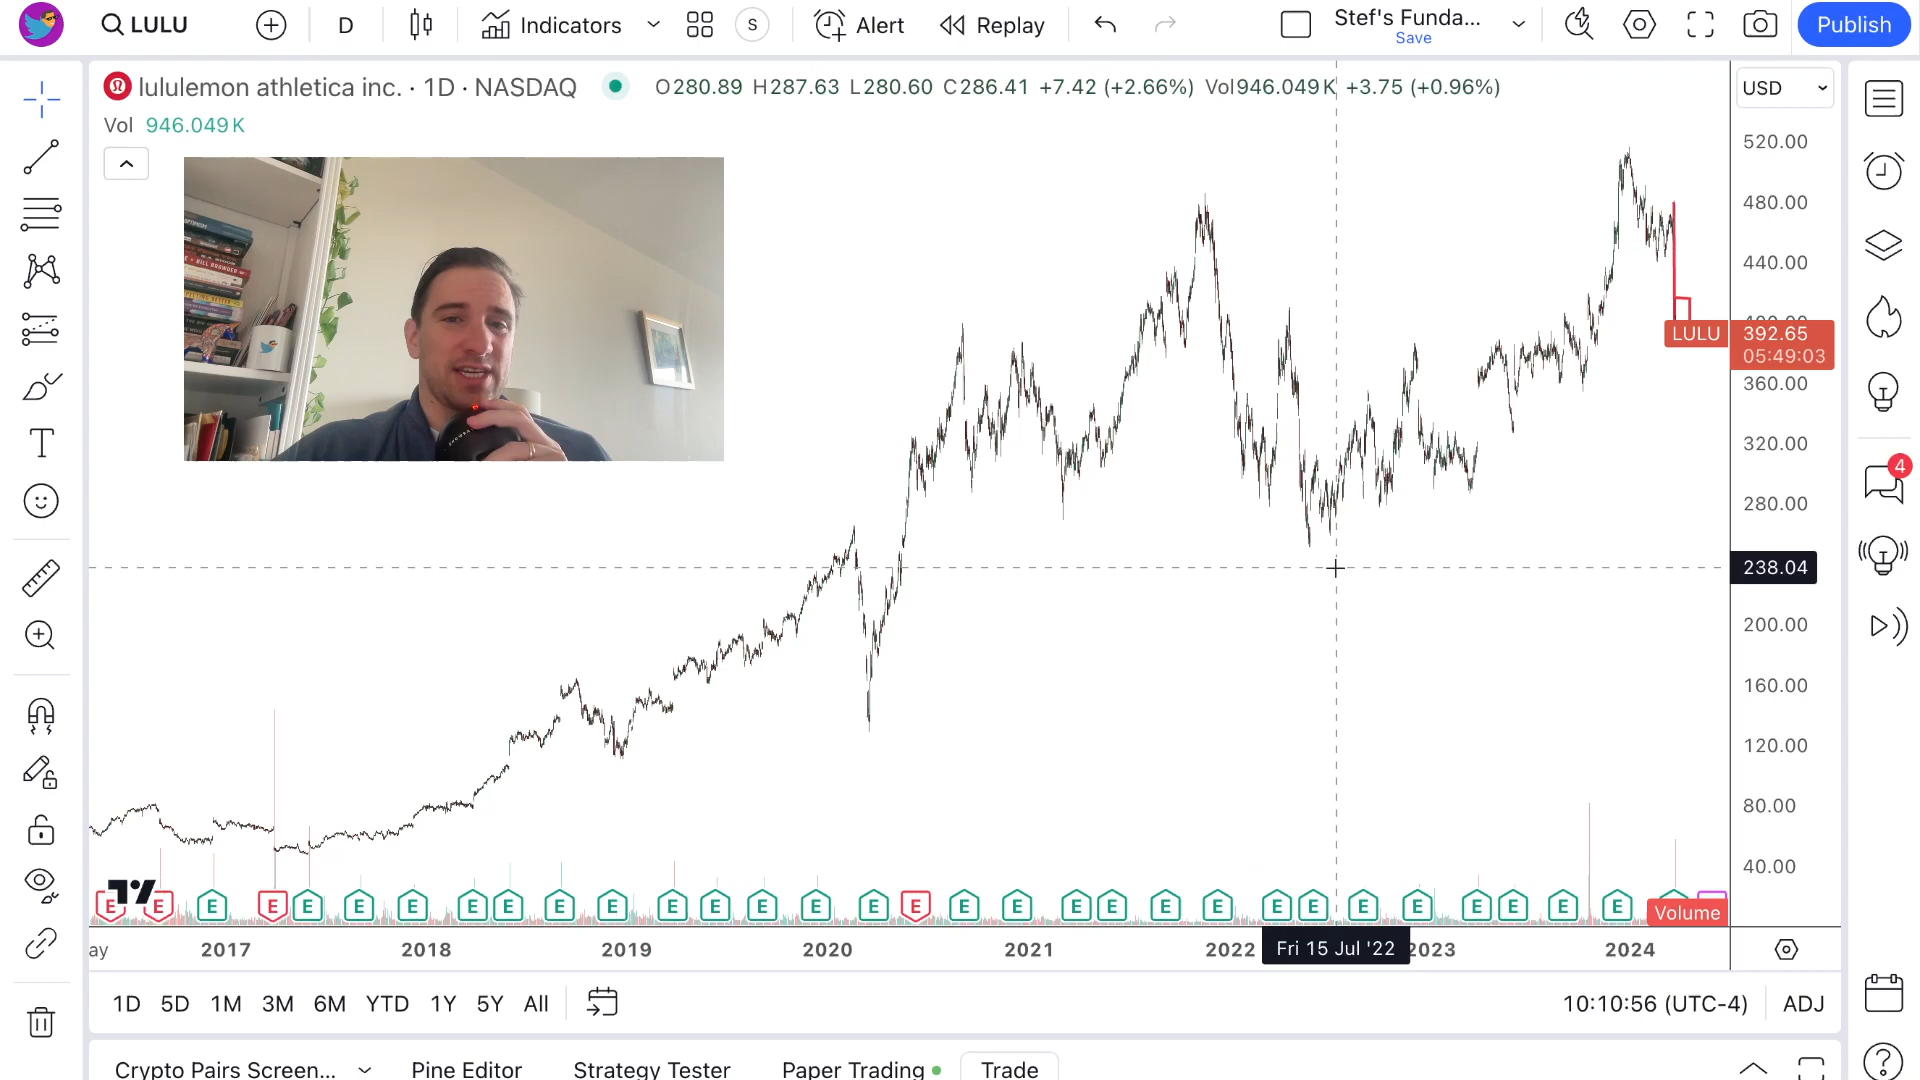 LULU
D
Indicators
S
Alert
Replay
Stef's Funda...
Save
Publish
lululemon athletica inc. · 1D · NASDAQ
O280.89 H287.63 L280.60 C286.41 +7.42 (+2.66%) Vol946.049K +3.75 (+0.96%)
USD
Vol 946.049K
520.00
480.00
440.00
LULU 392.65
05:49:03
360.00
320.00
280.00
238.04
200.00
160.00
120.00
80.00
40.00
4
BILL BROWDER
E E E E E E E E E E E E E E E E E E E E E E E E E E E E E E E
Volume
ay 2017 2018 2019 2020 2021 2022 Fri 15 Jul '22 2023 2024
1D 5D 1M 3M 6M YTD 1Y 5Y All
10:10:56 (UTC-4) ADJ
Crypto Pairs Screen... Pine Editor Strategy Tester Paper Trading Trade